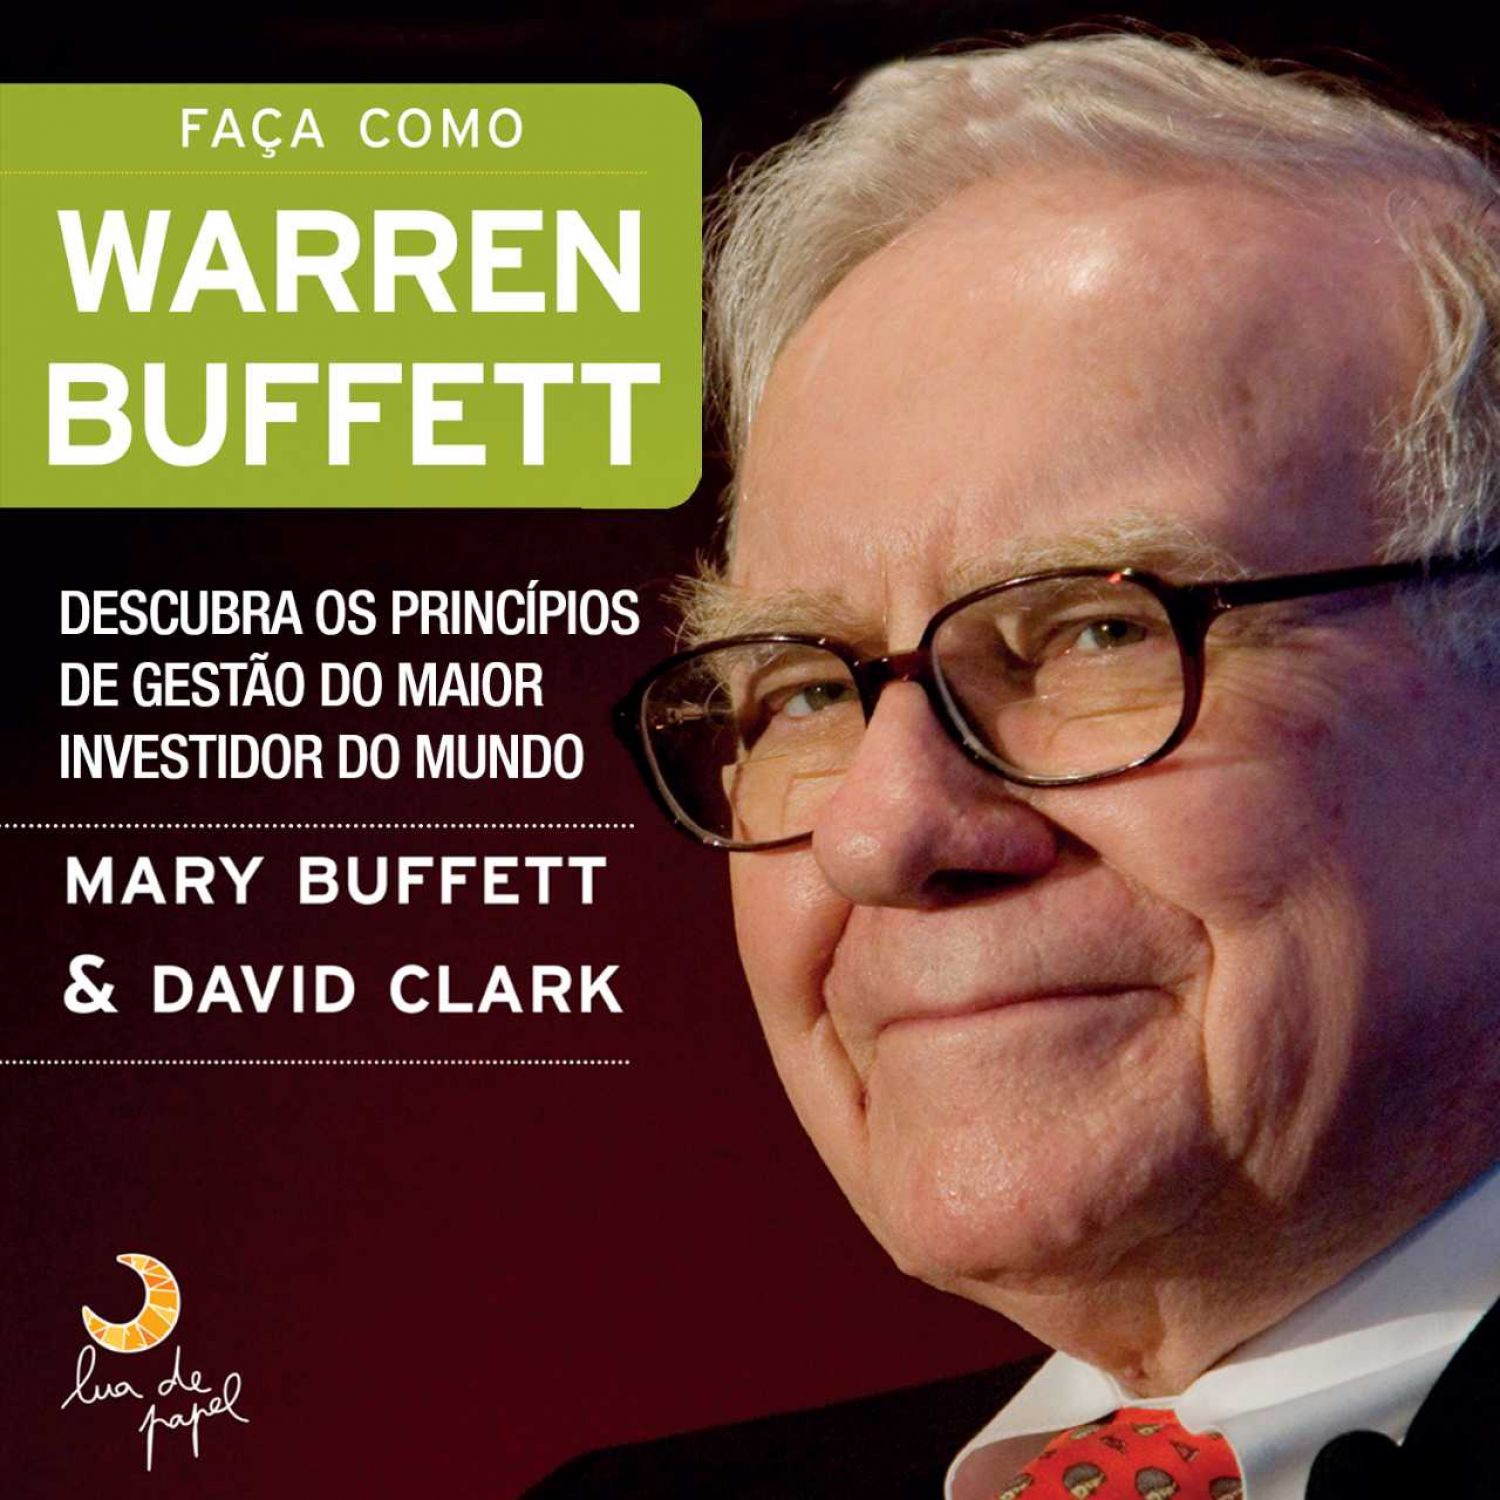 FAÇA COMO
WARREN
BUFFETT
DESCUBRA OS PRINCÍPIOS
DE GESTÃO DO MAIOR
INVESTIDOR DO MUNDO
MARY BUFFETT
& DAVID CLARK
lua de
papel